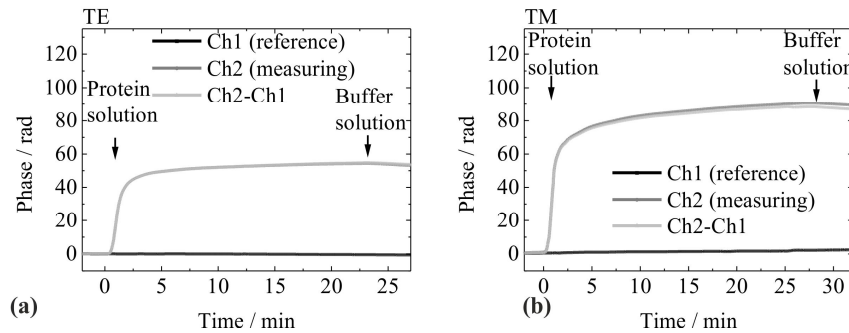 TE
Ch1 (reference)
Ch2 (measuring)
Ch2-Ch1
Protein
solution
Buffer
solution
120
100
80
60
40
20
0
Phase / rad
0 5 10 15 20 25
Time / min
(a)
TM
Protein
solution
Buffer
solution
Ch1 (reference)
Ch2 (measuring)
Ch2-Ch1
120
100
80
60
40
20
0
Phase / rad
0 5 10 15 20 25 30
Time / min
(b)